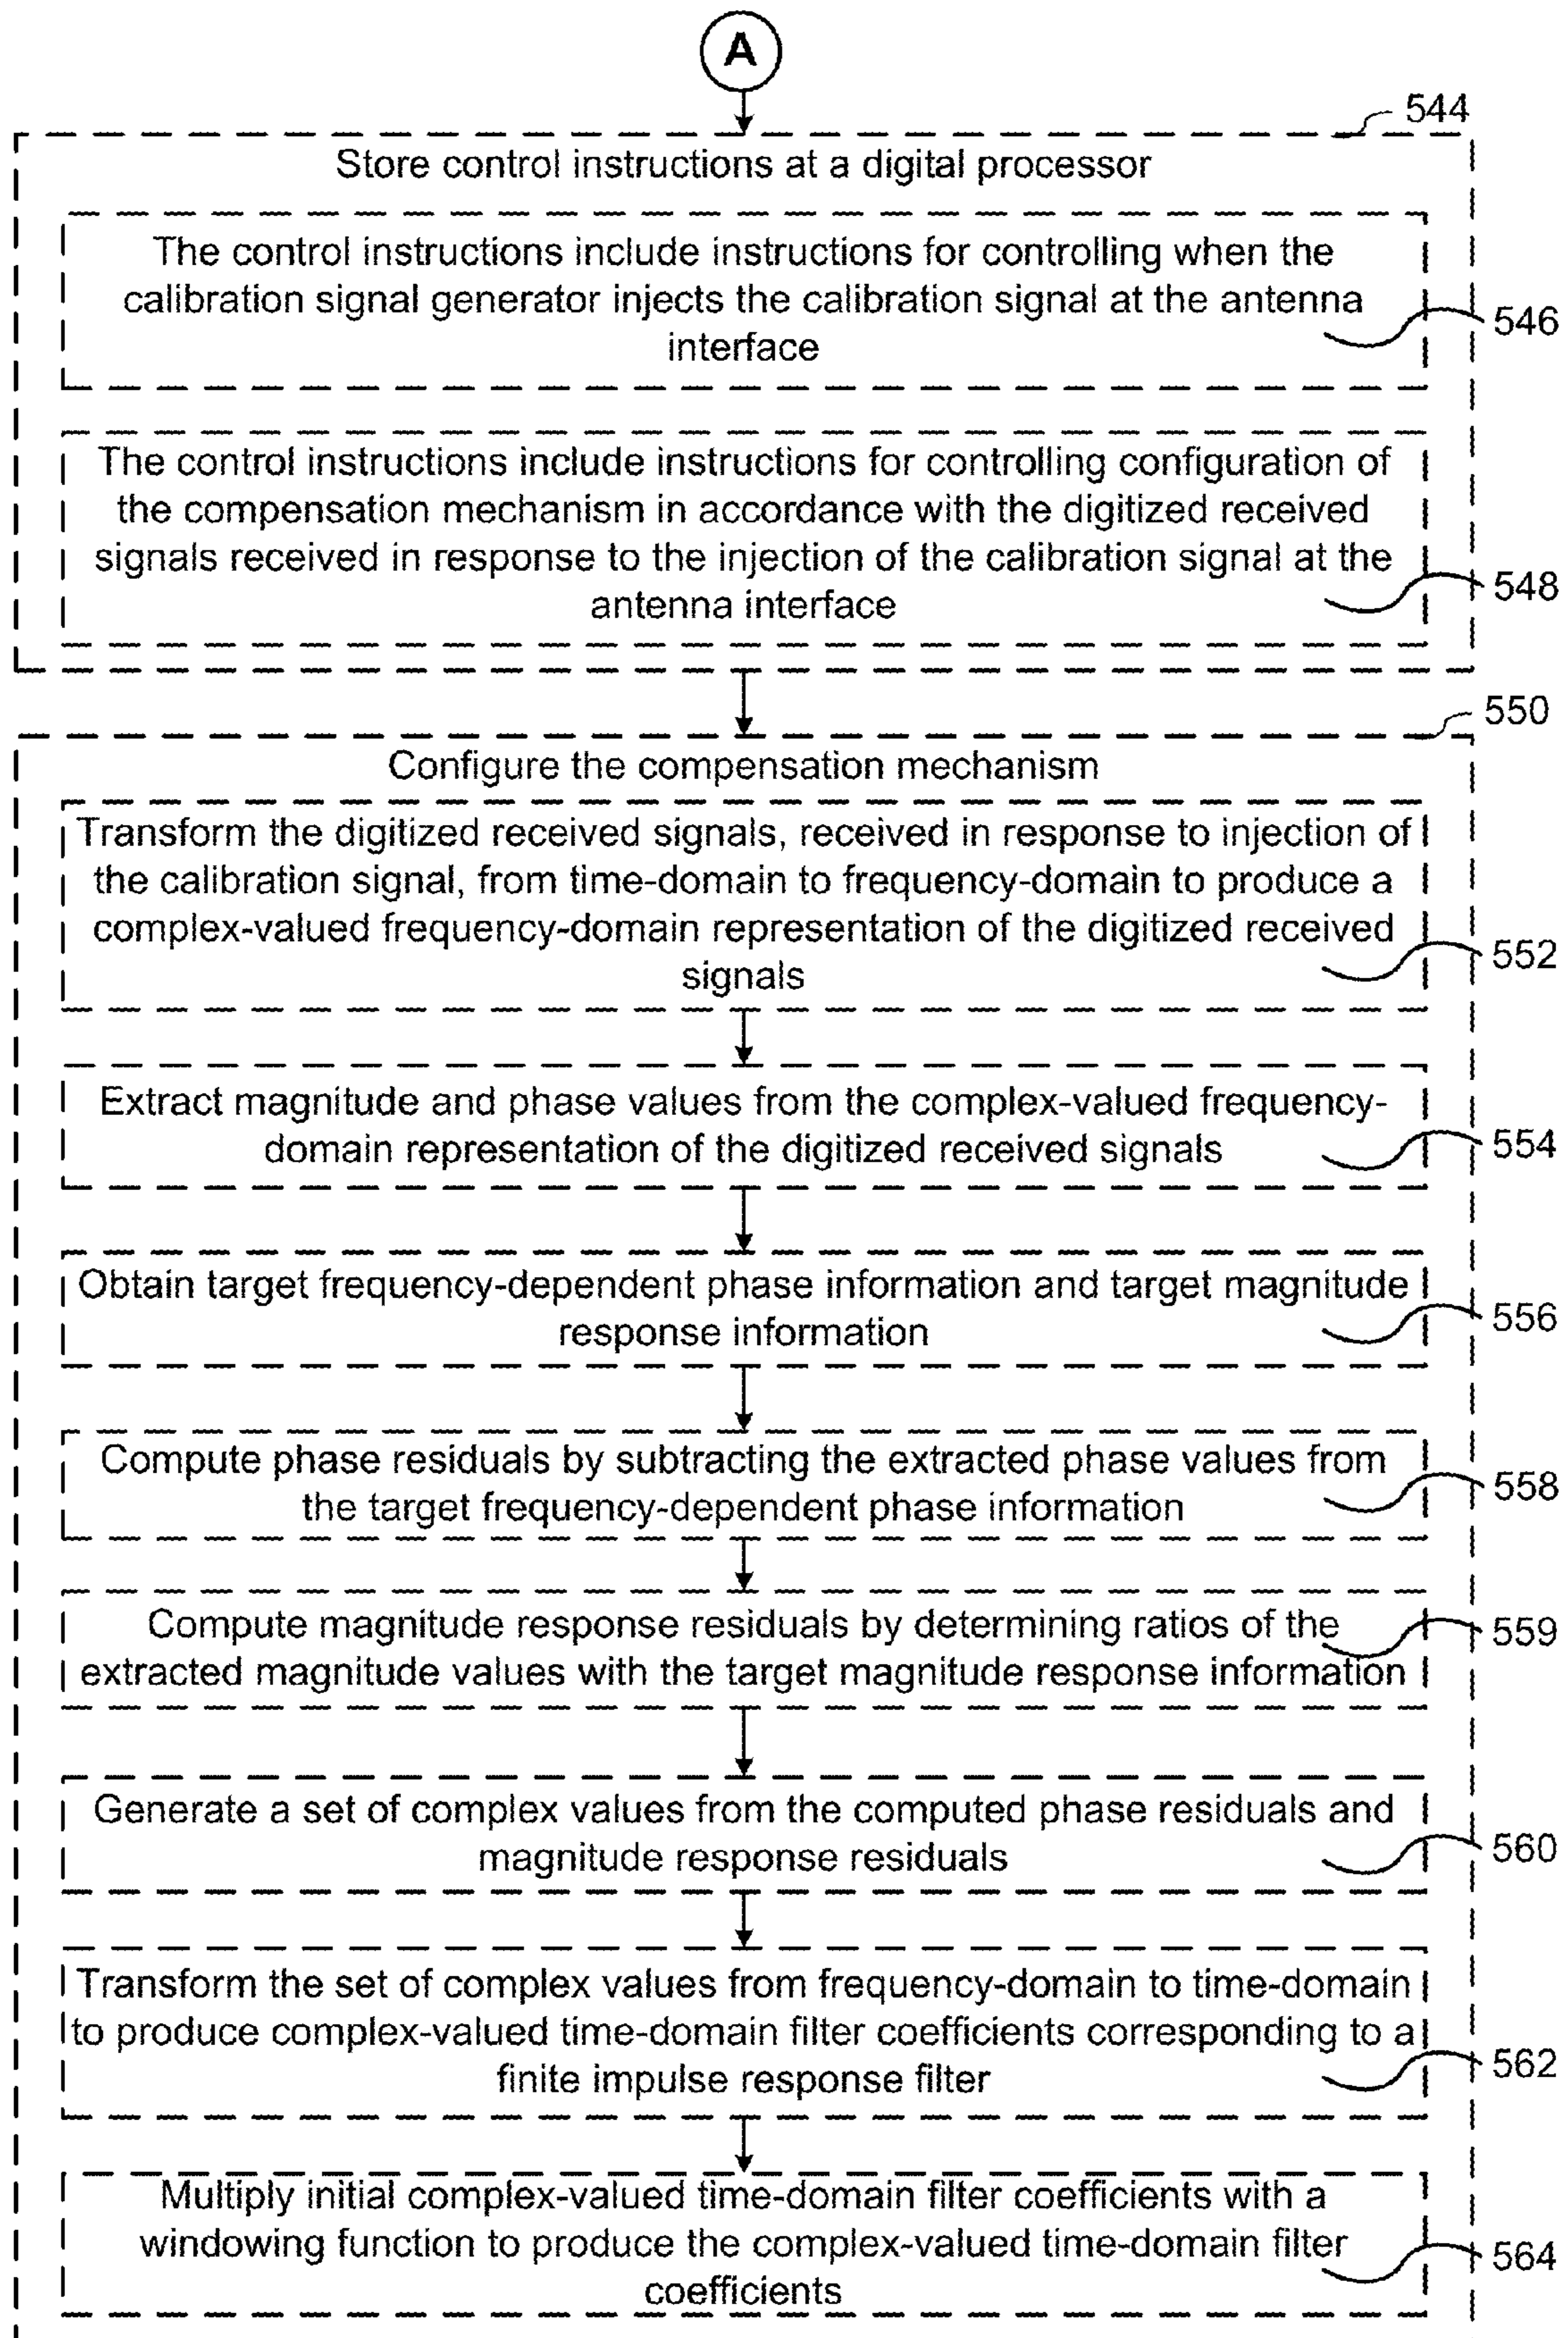 A
544
Store control instructions at a digital processor
The control instructions include instructions for controlling when the
calibration signal generator injects the calibration signal at the antenna
interface
546
The control instructions include instructions for controlling configuration of
the compensation mechanism in accordance with the digitized received
signals received in response to the injection of the calibration signal at the
antenna interface
548
550
Configure the compensation mechanism
Transform the digitized received signals, received in response to injection of
the calibration signal, from time-domain to frequency-domain to produce a
complex-valued frequency-domain representation of the digitized received
signals
552
Extract magnitude and phase values from the complex-valued frequency-
domain representation of the digitized received signals
554
Obtain target frequency-dependent phase information and target magnitude
response information
556
Compute phase residuals by subtracting the extracted phase values from
the target frequency-dependent phase information
558
Compute magnitude response residuals by determining ratios of the
extracted magnitude values with the target magnitude response information
559
Generate a set of complex values from the computed phase residuals and
magnitude response residuals
560
Transform the set of complex values from frequency-domain to time-domain
to produce complex-valued time-domain filter coefficients corresponding to a
finite impulse response filter
562
Multiply initial complex-valued time-domain filter coefficients with a
windowing function to produce the complex-valued time-domain filter
coefficients
564